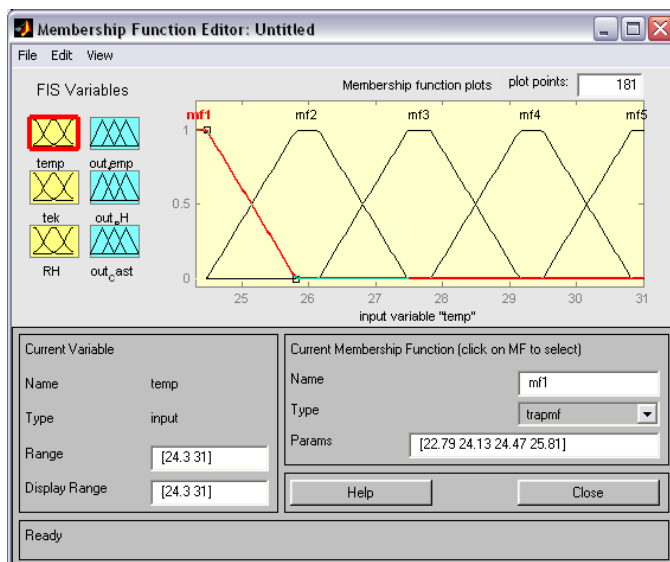 Membership Function Editor: Untitled
File Edit View
FIS Variables
Membership function plots plot points: 181
temp out_temp
tek out_RH
RH out_cast
mf1 mf2 mf3 mf4 mf5
1
0.5
0
25 26 27 28 29 30 31
input variable "temp"
Current Variable
Name temp
Type input
Range [24.3 31]
Display Range [24.3 31]
Current Membership Function (click on MF to select)
Name mf1
Type trapmf
Params [22.79 24.13 24.47 25.81]
Help Close
Ready